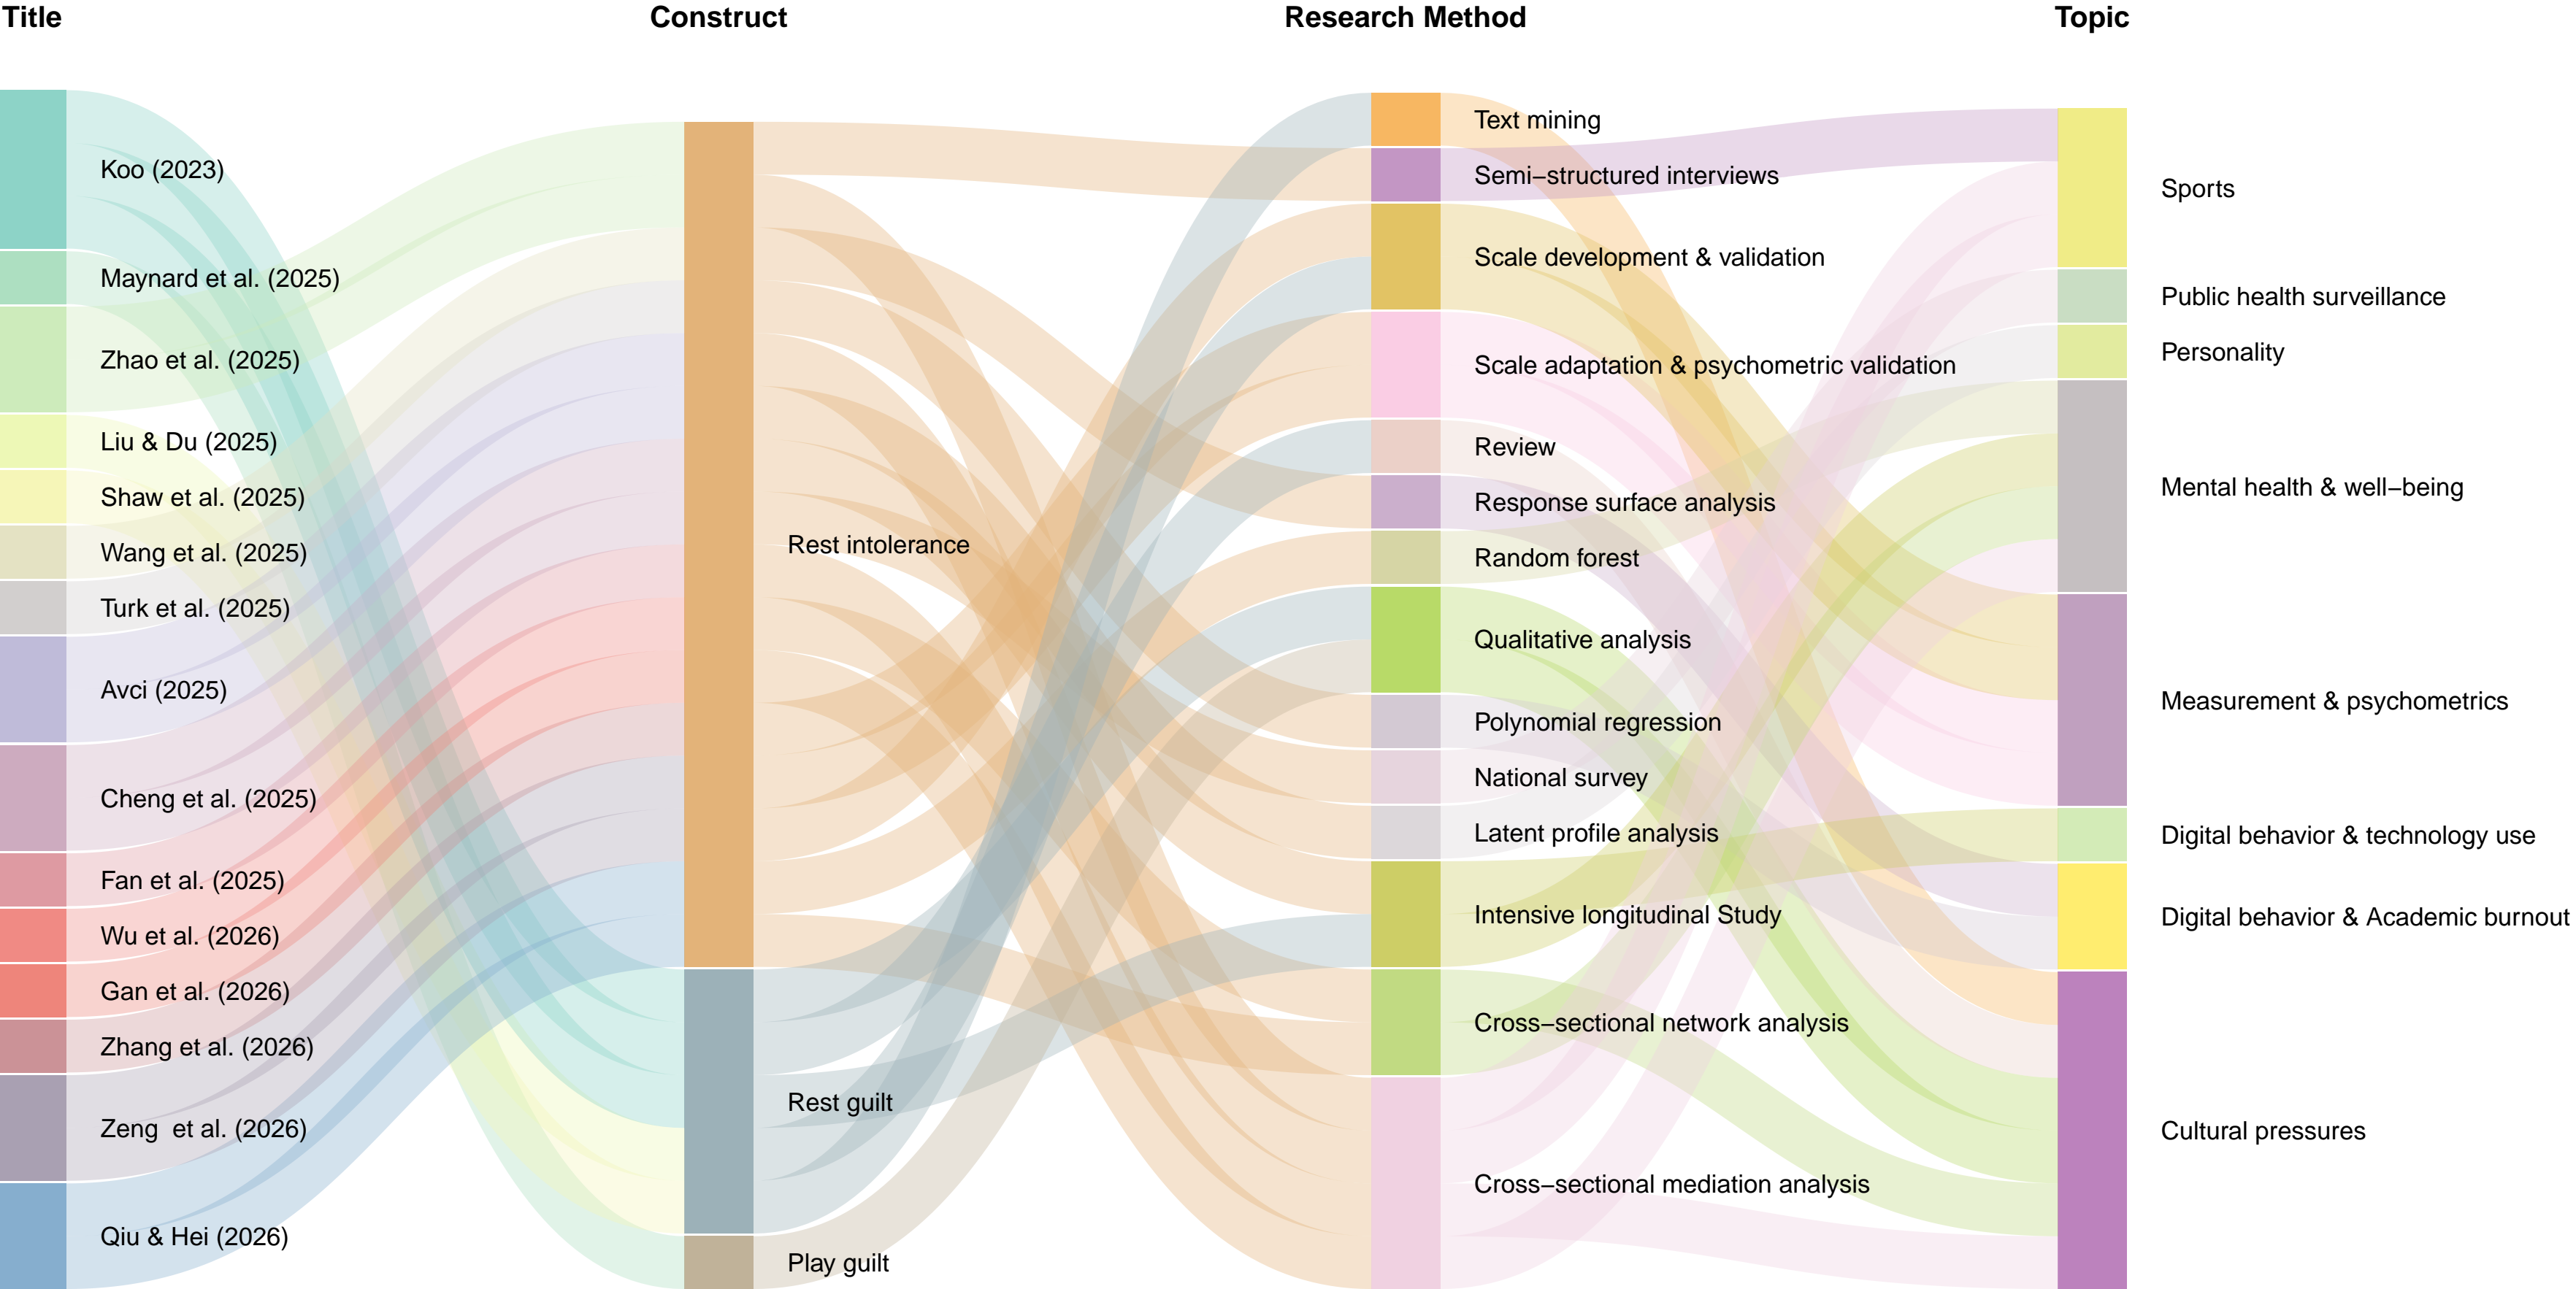 Title
Construct
Research Method
Topic
Koo (2023)
Maynard et al. (2025)
Zhao et al. (2025)
Liu & Du (2025)
Shaw et al. (2025)
Wang et al. (2025)
Turk et al. (2025)
Avci (2025)
Cheng et al. (2025)
Fan et al. (2025)
Wu et al. (2026)
Gan et al. (2026)
Zhang et al. (2026)
Zeng  et al. (2026)
Qiu & Hei (2026)
Rest intolerance
Rest guilt
Play guilt
Text mining
Semi−structured interviews
Scale development & validation
Scale adaptation & psychometric validation
Review
Response surface analysis
Random forest
Qualitative analysis
Polynomial regression
National survey
Latent profile analysis
Intensive longitudinal Study
Cross−sectional network analysis
Cross−sectional mediation analysis
Sports
Public health surveillance
Personality
Mental health & well−being
Measurement & psychometrics
Digital behavior & technology use
Digital behavior & Academic burnout
Cultural pressures